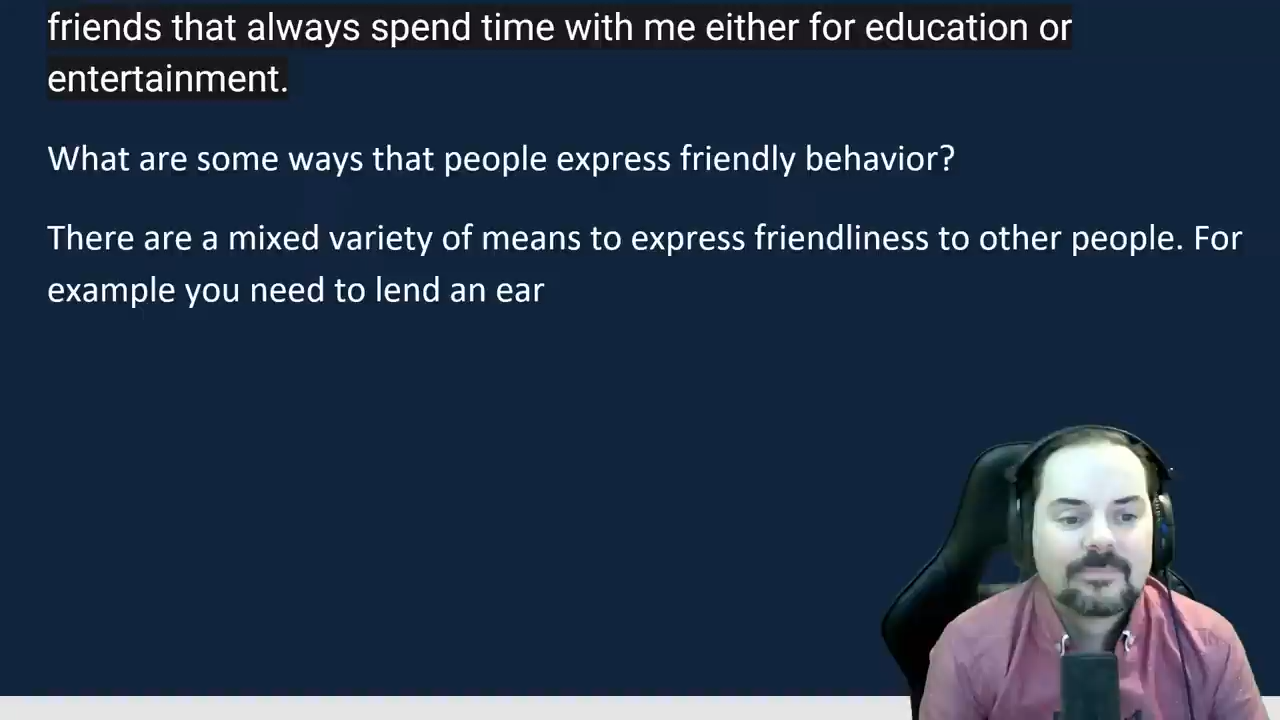 friends that always spend time with me either for education or
entertainment.
What are some ways that people express friendly behavior?
There are a mixed variety of means to express friendliness to other people. For
example you need to lend an ear